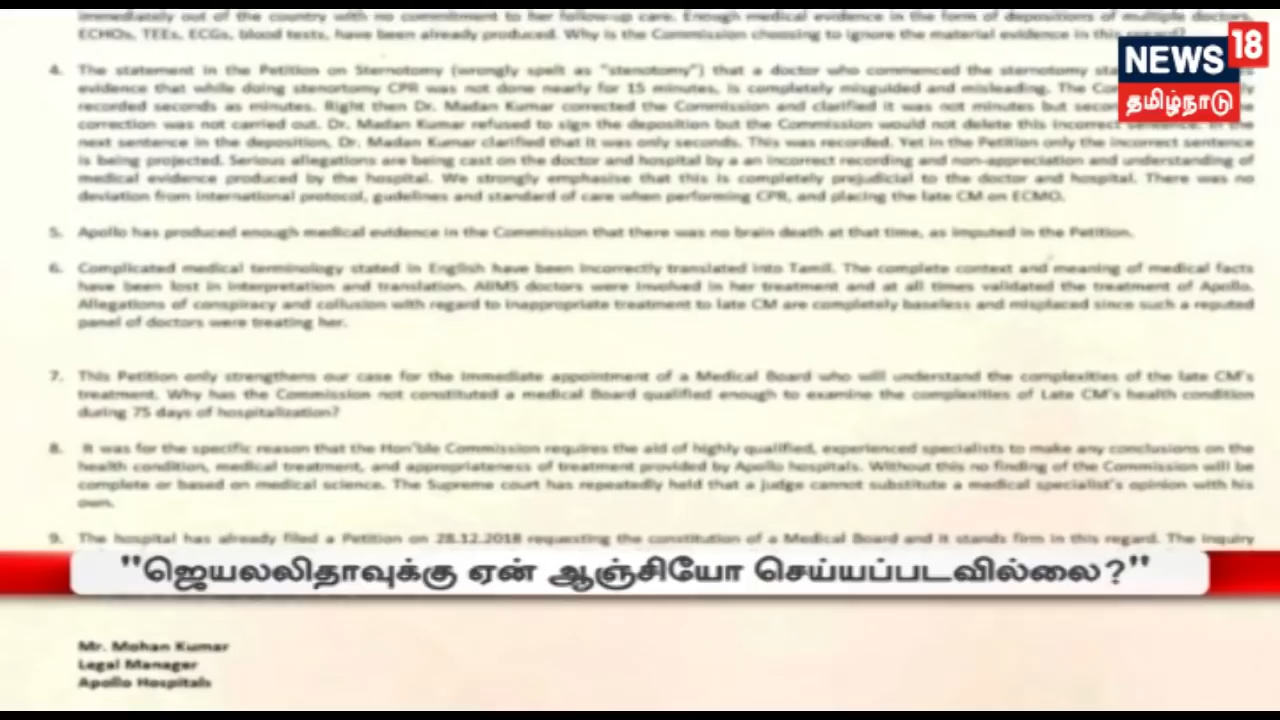 immediately out of the country with no commitment to her follow-up care. Enough medical evidence in the form of depositions of multiple doctors,
ECHOs, TEEs, ECGs, blood tests, have been already produced. Why is the Commission choosing to ignore the material evidence in this regard?
NEWS 18
தமிழ்நாடு
4. The statement in the Petition on Sternotomy (wrongly spelt as "stenotomy") that a doctor who commenced the sternotomy
evidence that while doing stenortomy CPR was not done nearly for 15 minutes, is completely misguided and misleading. The
recorded seconds as minutes. Right then Dr. Madan Kumar corrected the Commission and clarified it was not minutes but
correction was not carried out. Dr. Madan Kumar refused to sign the deposition but the Commission would not delete this incorrect sentence. In the
next sentence in the deposition, Dr. Madan Kumar clarified that it was only seconds. This was recorded. Yet in the Petition only the incorrect sentence
is being projected. Serious allegations are being cast on the doctor and hospital by a an incorrect recording and non-appreciation and understanding of
medical evidence produced by the hospital. We strongly emphasise that this is completely prejudicial to the doctor and hospital. There was no
deviation from international protocol, gudelines and standard of care when performing CPR, and placing the late CM on ECMO.
5. Apollo has produced enough medical evidence in the Commission that there was no brain death at that time, as imputed in the Petition.
6. Complicated medical terminology stated in English have been incorrectly translated into Tamil. The complete context and meaning of medical facts
have been lost in interpretation and translation. AIIMS doctors were involved in her treatment and at all times validated the treatment of Apollo.
Allegations of conspiracy and collusion with regard to inappropriate treatment to late CM are completely baseless and misplaced since such a reputed
panel of doctors were treating her.
7. This Petition only strengthens our case for the immediate appointment of a Medical Board who will understand the complexities of the late CM's
treatment. Why has the Commission not constituted a medical Board qualified enough to examine the complexities of Late CM's health condition
during 75 days of hospitalization?
8. It was for the specific reason that the Hon'ble Commission requires the aid of highly qualified, experienced specialists to make any conclusions on the
health condition, medical treatment, and appropriateness of treatment provided by Apollo hospitals. Without this no finding of the Commission will be
complete or based on medical science. The Supreme court has repeatedly held that a judge cannot substitute a medical specialist's opinion with his
own.
9. The hospital has already filed a Petition on 28.12.2018 requesting the constitution of a Medical Board and it stands firm in this regard. The inquiry
"ஜெயலலிதாவுக்கு ஏன் ஆஞ்சியோ செய்யப்படவில்லை?"
Mr. Mohan Kumar
Legal Manager
Apollo Hospitals